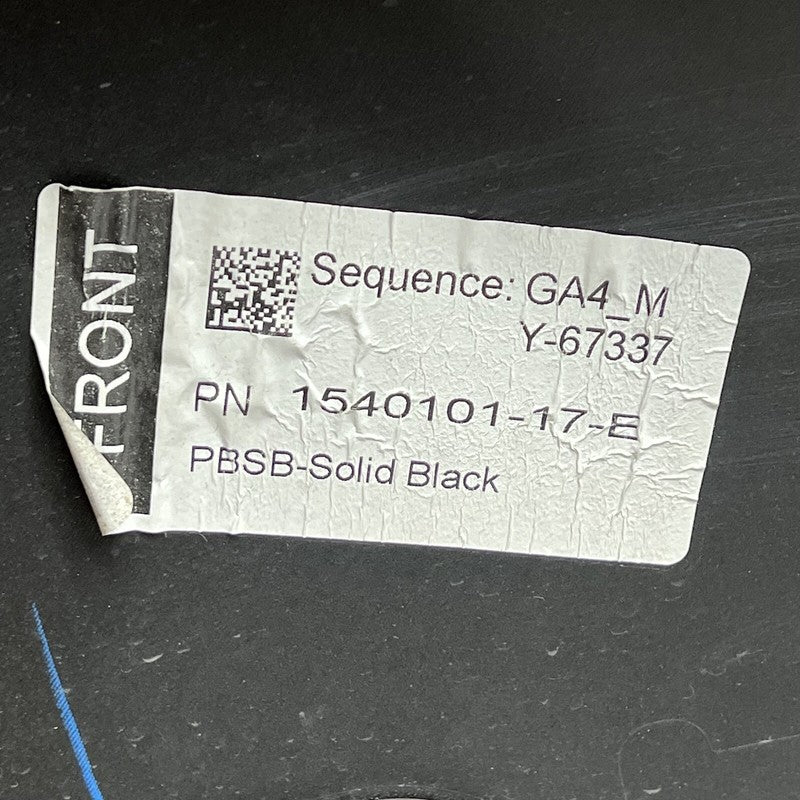 FRONT
Sequence: GA4_M
Y-67337
PN 1540101-17-E
PBSB-Solid Black